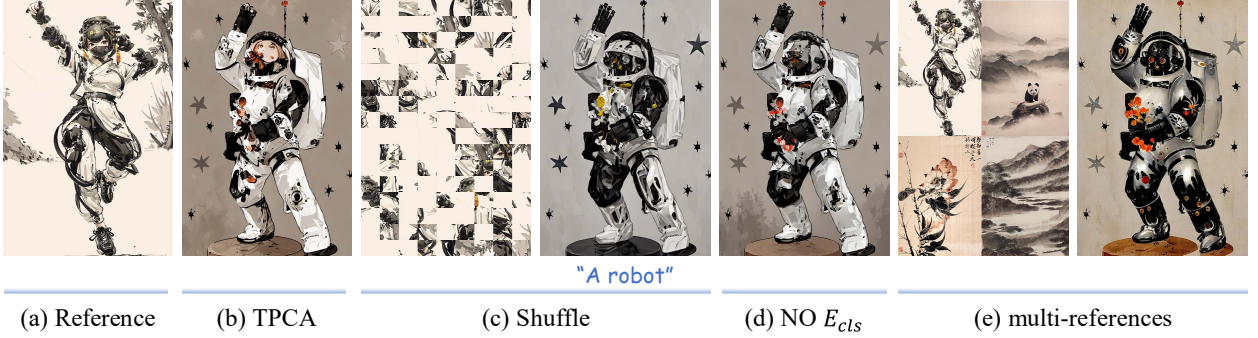 "A robot"
(a) Reference
(b) TPCA
(c) Shuffle
(d) NO E_cls
(e) multi-references